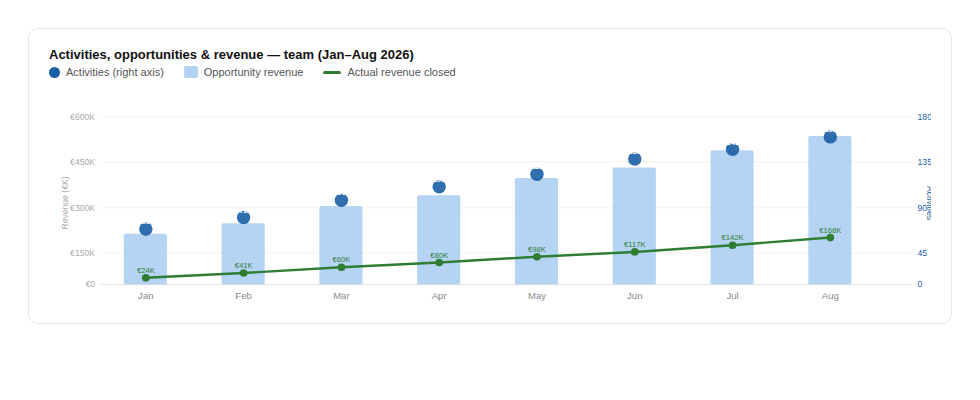 Activities, opportunities & revenue — team (Jan–Aug 2026)
Activities (right axis) Opportunity revenue Actual revenue closed
€600K 180
€450K 135
€300K 90
€150K 45
€0 0
Revenue (€K)
Activities
€24K €41K €60K €80K €98K €117K €142K €168K
Jan Feb Mar Apr May Jun Jul Aug